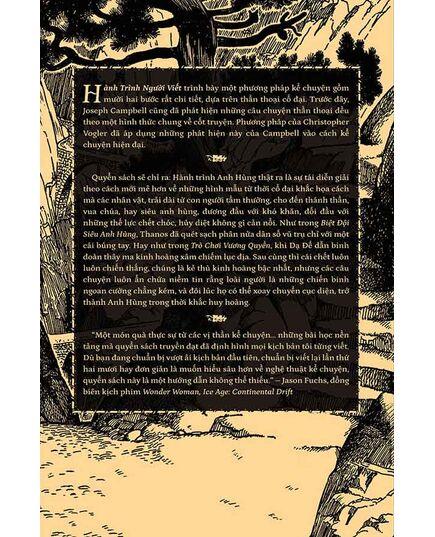 Hành Trình Người Viết trình bày một phương pháp kể chuyện gồm
mười hai bước rất chi tiết, dựa trên thần thoại cổ đại. Trước đây,
Joseph Campbell cũng đã phát hiện những câu chuyện thần thoại đều
theo một hình thức chung về cốt truyện. Phương pháp của Christopher
Vogler đã áp dụng những phát hiện này của Campbell vào cách kể
chuyện hiện đại.
Quyển sách sẽ chỉ ra: Hành trình Anh Hùng thật ra là sự tái diễn giải
theo cách mới mẻ hơn về những hình mẫu từ thời cổ đại khắc họa cách
mà các nhân vật, trải dài từ con người tầm thường, cho đến thánh thần,
vua chúa, hay siêu anh hùng, đương đầu với khó khăn, đối đầu với
những thế lực chết chóc, hủy diệt không gì cản nổi. Như trong Biệt Đội
Siêu Anh Hùng, Thanos đã quét sạch phân nửa dân số vũ trụ chỉ với một
cái búng tay. Hay như trong Trò Chơi Vương Quyền, khi Dạ Đế dẫn binh
đoàn thây ma kinh hoàng xâm chiếm lục địa. Sau cùng thì cái chết luôn
luôn chiến thắng, chúng là kẻ thù kinh hoàng bậc nhất, nhưng các câu
chuyện luôn ẩn chứa niềm tin rằng loài người là những chiến binh
ngoan cường chẳng kém, và đôi lúc họ có thể xoay chuyển cục diện, trở
thành Anh Hùng trong thời khắc huy hoàng.
"Một món quà thực sự từ các vị thần kể chuyện... những bài học nền
tảng mà quyển sách truyền đạt đã định hình mọi kịch bản tôi từng viết.
Dù bạn đang chuẩn bị vượt ải kịch bản đầu tiên, chuẩn bị viết lại lần thứ
hai mươi hay đơn giản là muốn hiểu sâu hơn về nghệ thuật kể chuyện,
quyển sách này là một hướng dẫn không thể thiếu." – Jason Fuchs, đồng
biên kịch phim Wonder Woman, Ice Age: Continental Drift